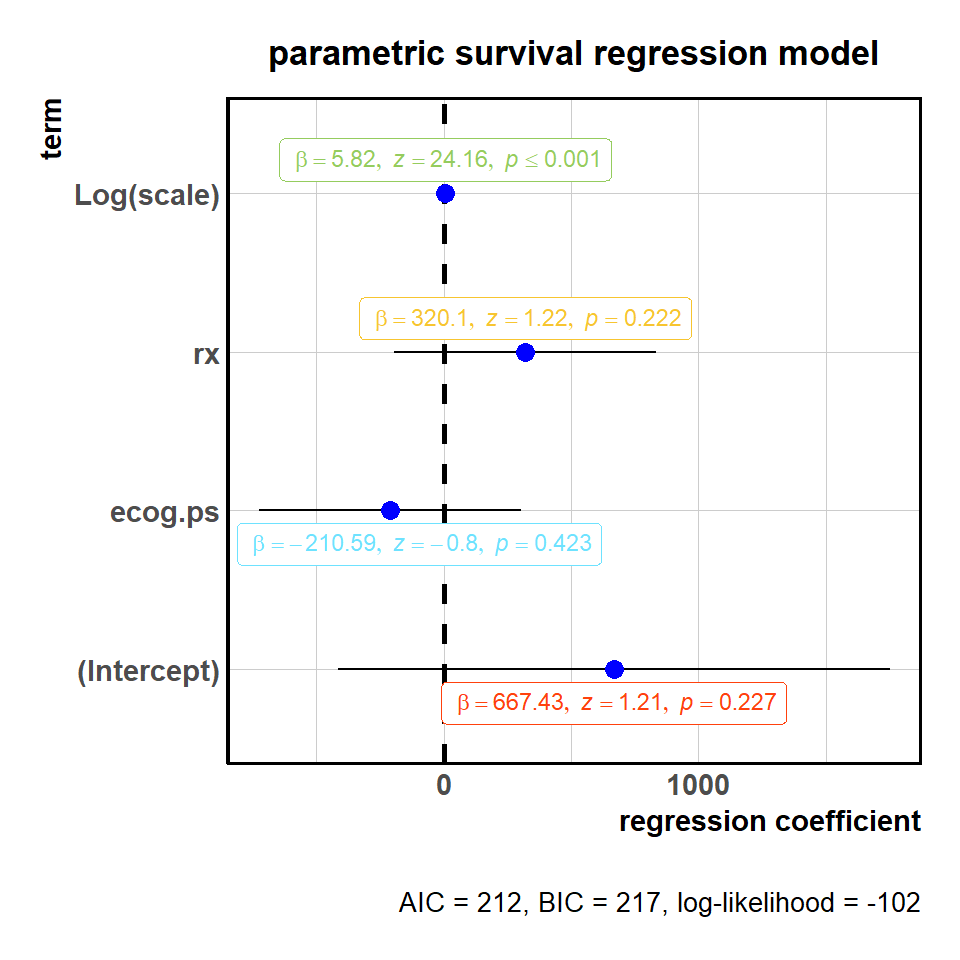 parametric survival regression model
term
β = 5.82, z = 24.16, p ≤ 0.001
Log(scale)
β = 320.1, z = 1.22, p = 0.222
rx
ecog.ps
β = −210.59, z = −0.8, p = 0.423
(Intercept)
β = 667.43, z = 1.21, p = 0.227
0 1000
regression coefficient
AIC = 212, BIC = 217, log-likelihood = -102